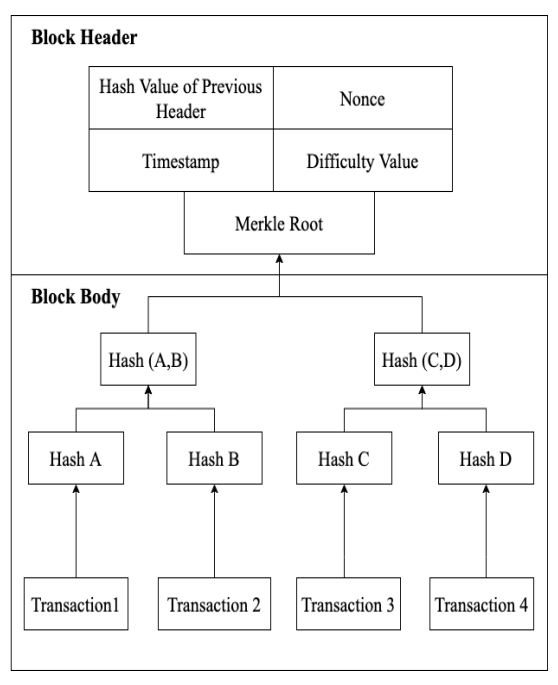 Block Header
Hash Value of Previous
Header
Nonce
Timestamp
Difficulty Value
Merkle Root
Block Body
Hash (A,B)
Hash (C,D)
Hash A
Hash B
Hash C
Hash D
Transaction1
Transaction 2
Transaction 3
Transaction 4